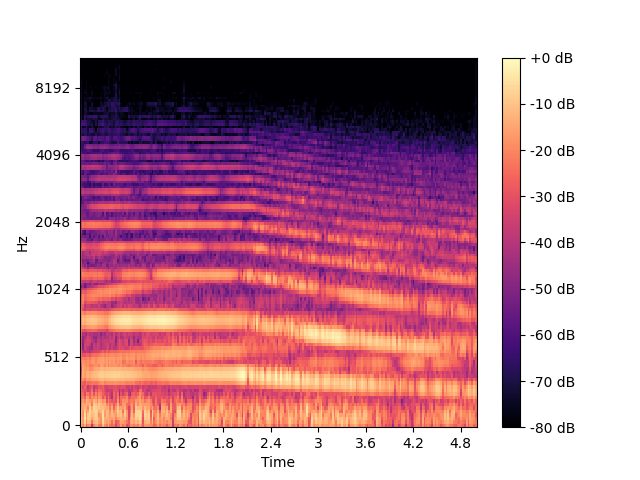 8192
4096
2048
1024
512
0
Hz
0 0.6 1.2 1.8 2.4 3 3.6 4.2 4.8
Time
+0 dB
-10 dB
-20 dB
-30 dB
-40 dB
-50 dB
-60 dB
-70 dB
-80 dB